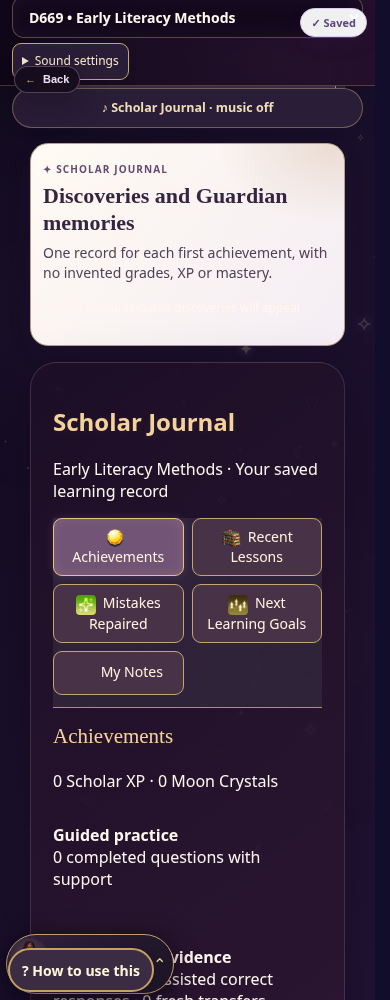 D669 • Early Literacy Methods
✓ Saved
▶ Sound settings
← Back
♪ Scholar Journal · music off
✦ SCHOLAR JOURNAL
Discoveries and Guardian
memories
One record for each first achievement, with
no invented grades, XP or mastery.
discoveries will appear
Scholar Journal
Early Literacy Methods · Your saved
learning record
Achievements
Recent
Lessons
Mistakes
Repaired
Next
Learning Goals
My Notes
Achievements
0 Scholar XP · 0 Moon Crystals
Guided practice
0 completed questions with
support
? How to use this